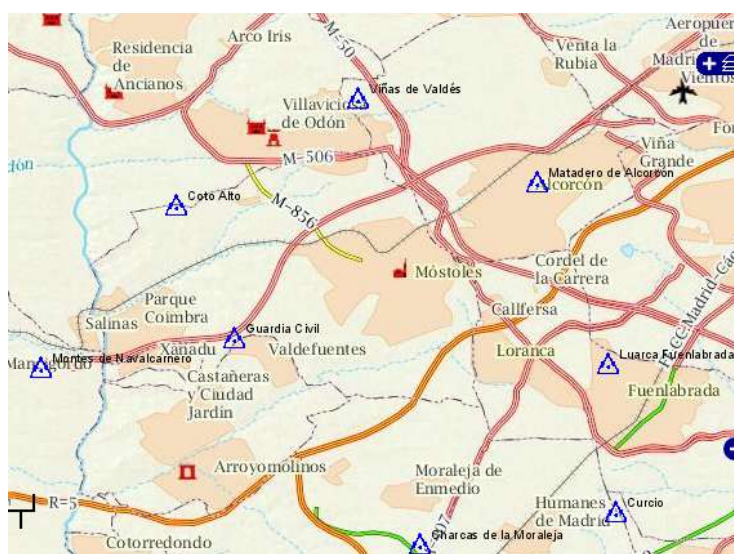 Arco Iris
M-50
Aeropuer
de
Madri
Vientos
Residencia
de
Ancianos
Venta la
Rubia
Viñas de Valdés
Villaviciosa
de Odón
Viña
Grande
M-506
Matadero de Alcorcón
Alcorcón
Coto Alto
M-856
Cordel de
la Carrera
Móstoles
Parque
Coimbra
Salinas
Callfersa
Guardia Civil
Xanadú
Valdefuentes
Loranca
Montes de Navalcarnero
Luarca Fuenlabrada
Castañeras
y Ciudad
Jardín
Fuenlabrada
Arroyomolinos
Moraleja de
Enmedio
R-5
Humanes
de Madrid
Curcio
Charcas de la Moraleja
Cotorredondo